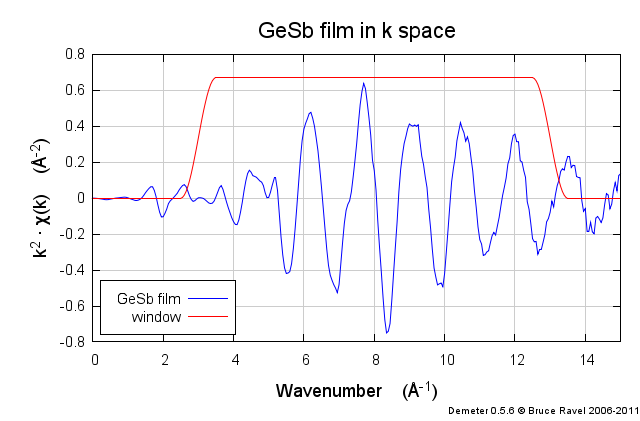 GeSb film in k space
0.8
0.6
0.4
0.2
0
-0.2
-0.4
-0.6
-0.8
k² · χ(k) (Å⁻²)
GeSb film
window
0 2 4 6 8 10 12 14
Wavenumber (Å⁻¹)
Demeter 0.5.6 © Bruce Ravel 2006-2011